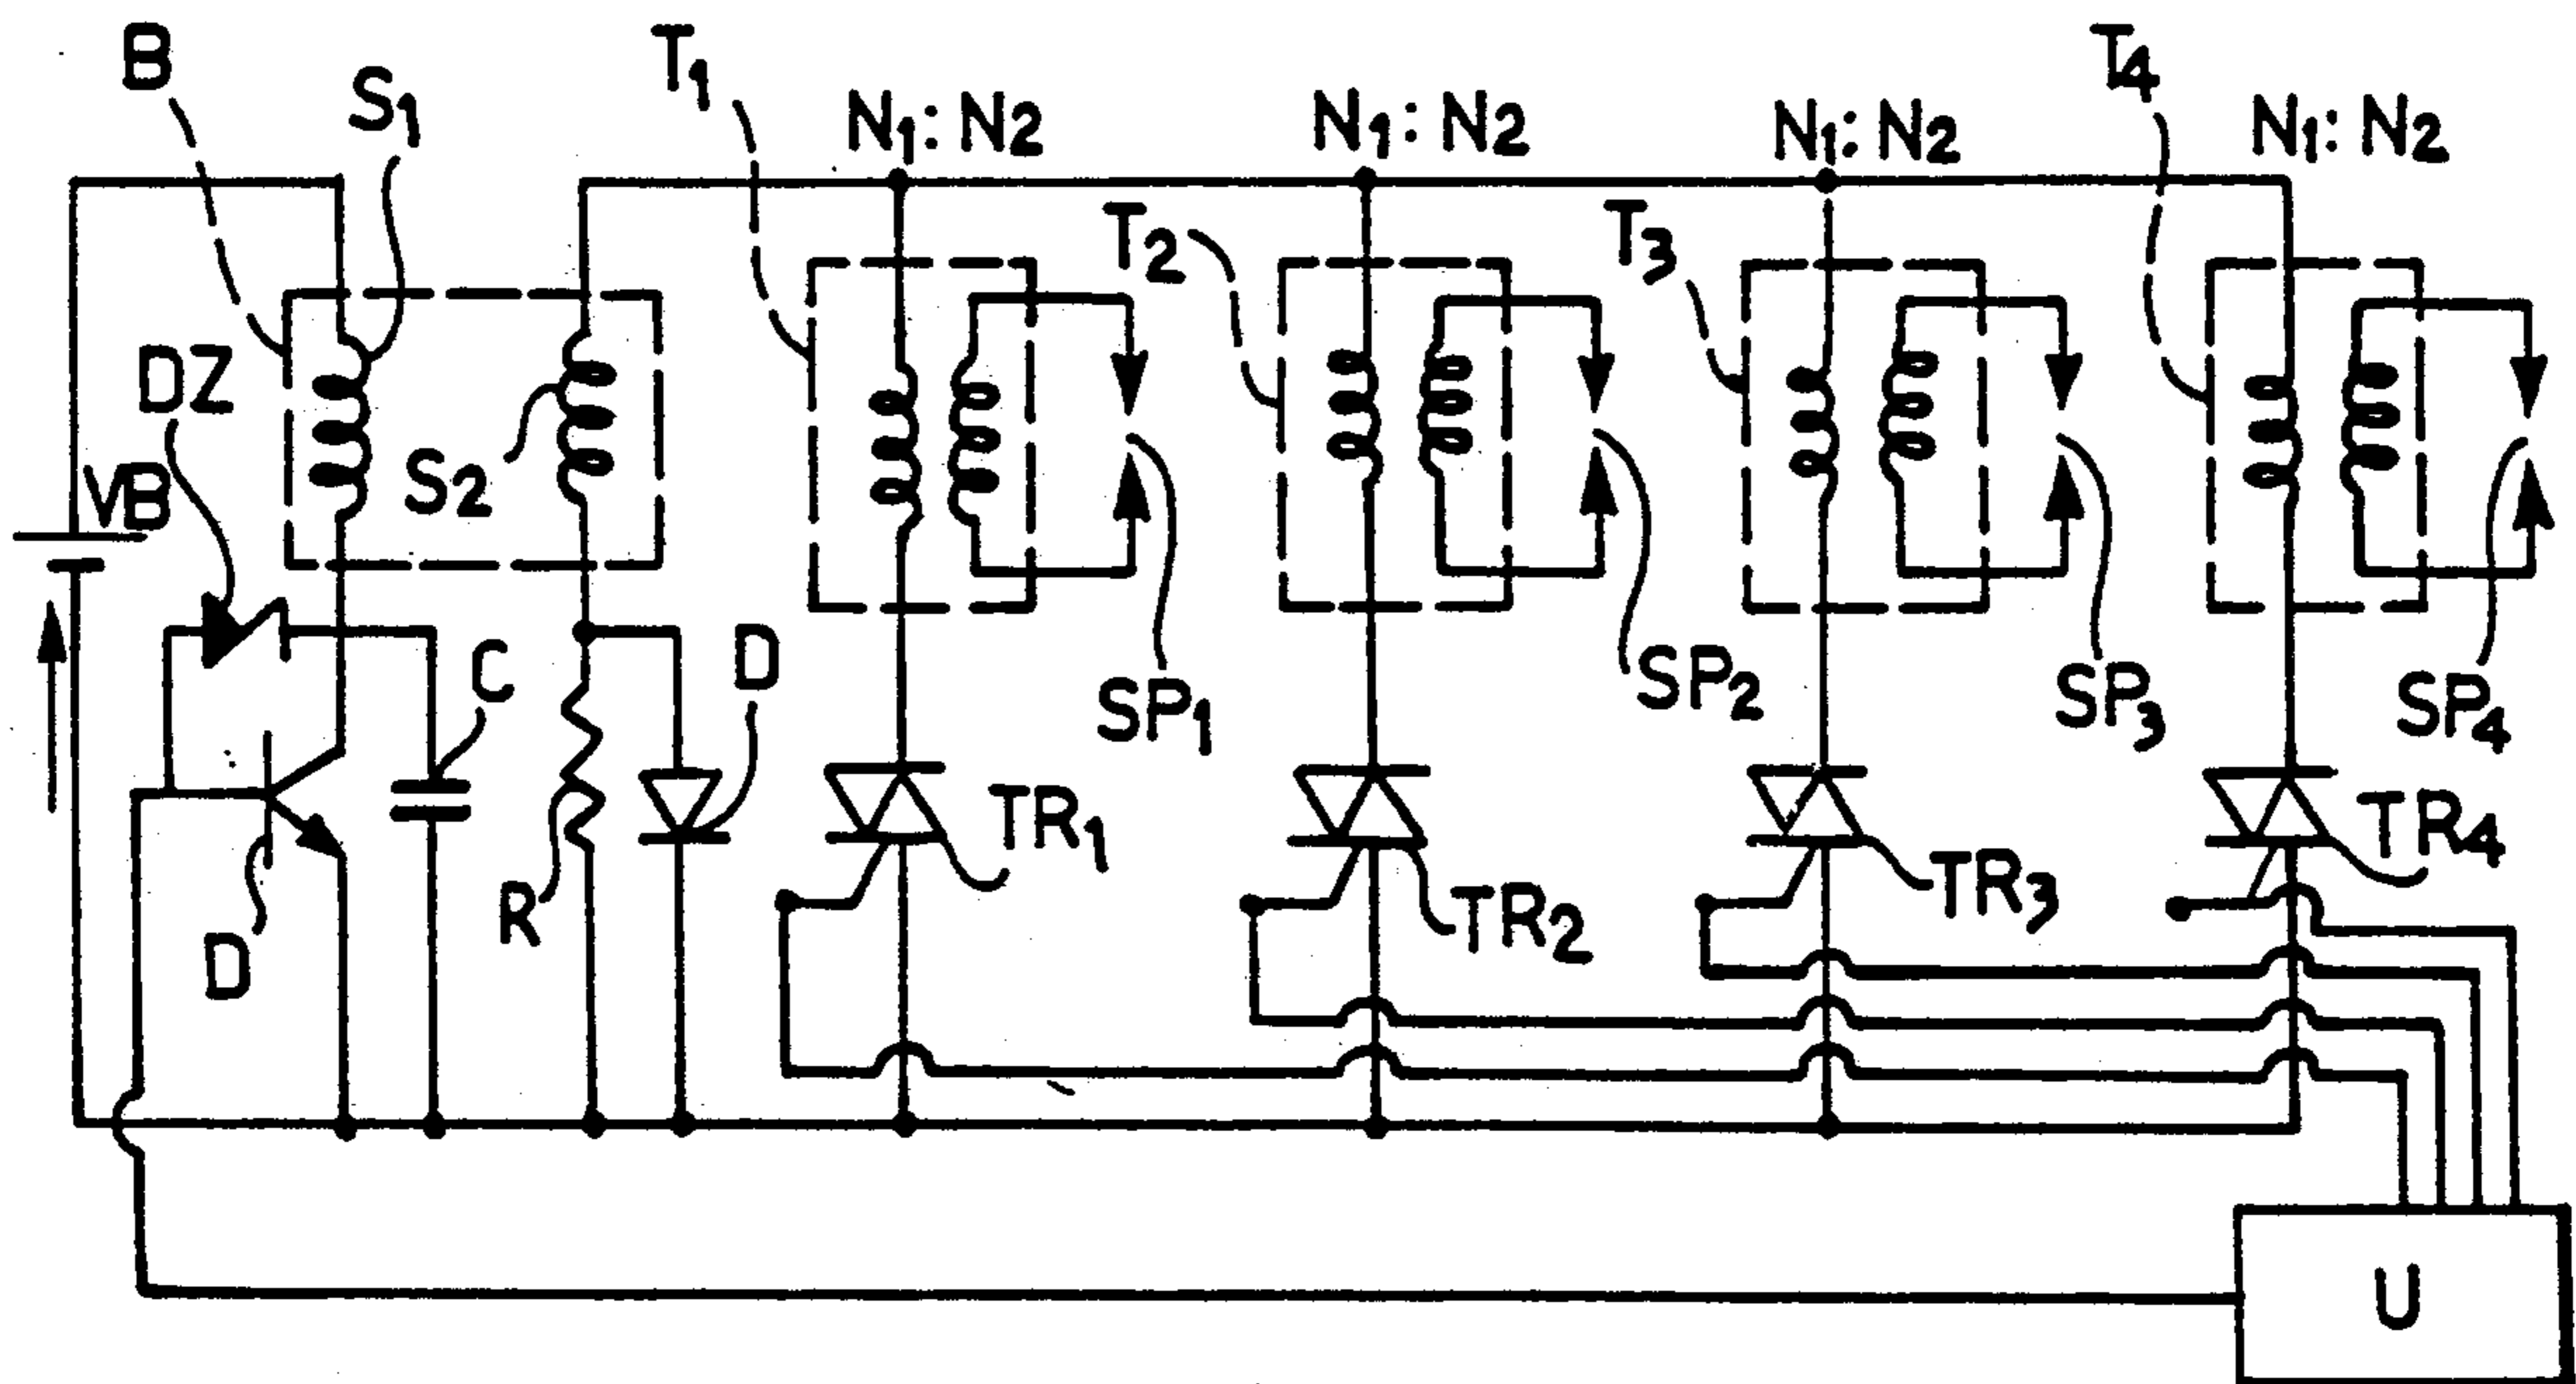 B
S1
T1
N1: N2
N1: N2
N1: N2
T4
N1: N2
T2
T3
DZ
S2
VB
C
D
SP1
SP2
SP3
SP4
TR1
TR2
TR3
TR4
R
D
U